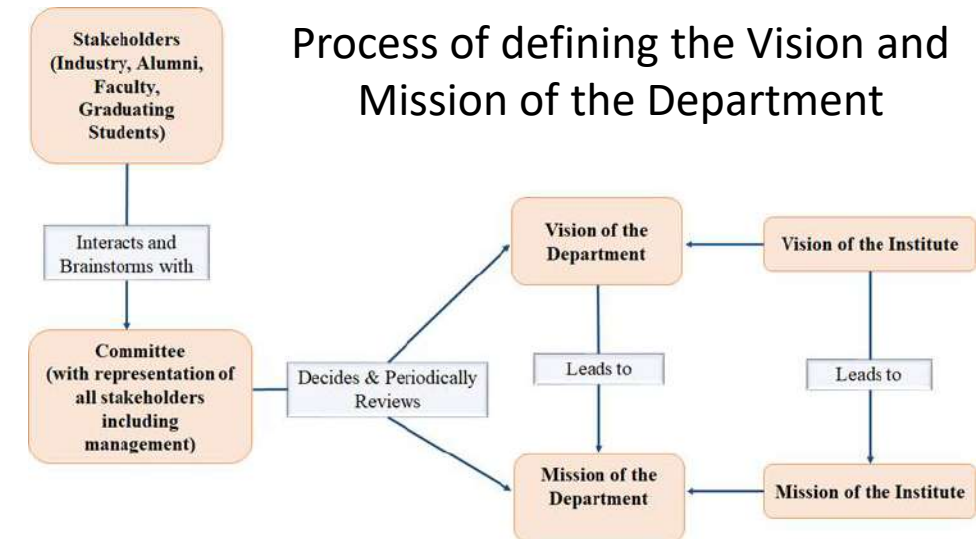 Process of defining the Vision and
Mission of the Department
Stakeholders
(Industry, Alumni,
Faculty,
Graduating
Students)
Interacts and
Brainstorms with
Committee
(with representation of
all stakeholders
including
management)
Decides & Periodically
Reviews
Vision of the
Department
Vision of the Institute
Leads to
Leads to
Mission of the
Department
Mission of the Institute